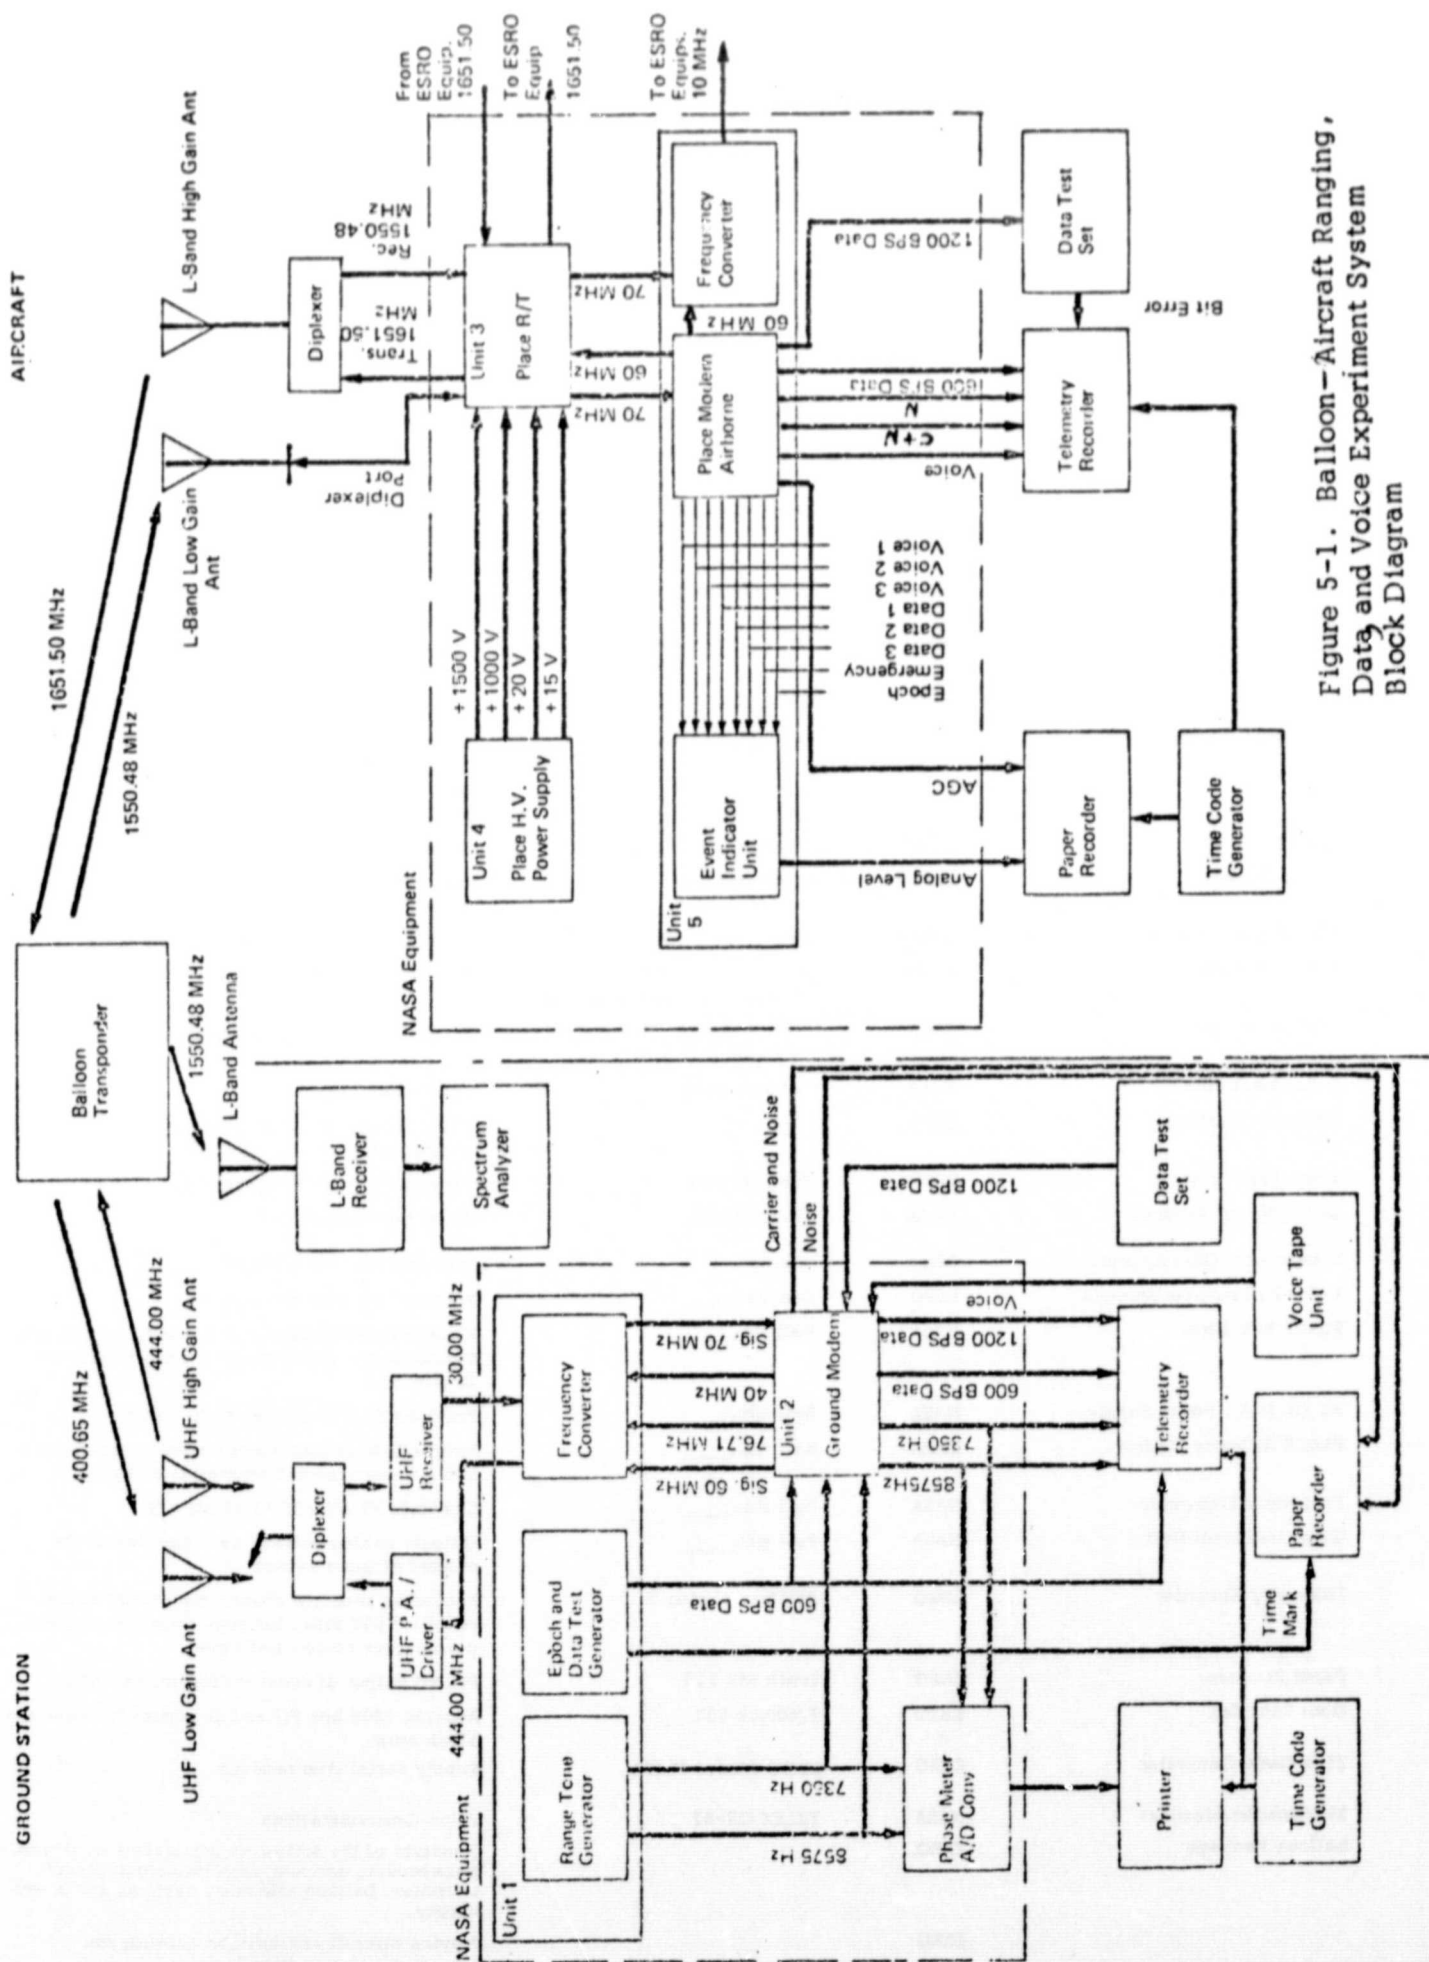 GROUND STATION
AIRCRAFT
Balloon
Transponder
400.65 MHz
444.00 MHz
1550.48 MHz
1651.50 MHz
1550.48 MHz
UHF Low Gain Ant
UHF High Gain Ant
L-Band Antenna
L-Band Low Gain
Ant
L-Band High Gain Ant
Diplexer
UHF P.A./
Driver
UHF
Receiver
444.00 MHz
30.00 MHz
L-Band
Receiver
Spectrum
Analyzer
NASA Equipment
Unit 1
Range Tone
Generator
Epoch and
Data Test
Generator
Frequency
Converter
8575 Hz
7350 Hz
600 BPS Data
Sig. 60 MHz
76.71 MHz
40 MHz
Sig. 70 MHz
Unit 2
Ground Modem
Carrier and Noise
Noise
8575Hz
7350 Hz
600 BPS Data
1200 BPS Data
Voice
1200 BPS Data
Phase Meter
A/D Conv
Printer
Time Code
Generator
Time
Mark
Telemetry
Recorder
Paper
Recorder
Voice Tape
Unit
Data Test
Set
Diplexer
Port
Diplexer
Trans.
1651.50
MHz
Rec.
1550.48
MHz
From
ESRO
Equip.
1651.50
To ESRO
Equip
1651.50
To ESRO
Equips.
10 MHz
NASA Equipment
Unit 4
Place H.V.
Power Supply
+ 1500 V
+ 1000 V
+ 20 V
+ 15 V
Unit 3
Place R/T
70 MHz
60 MHz
70 MHz
Unit
5
Event
Indicator
Unit
Place Modem
Airborne
60 MHz
Frequency
Converter
Voice 1
Voice 2
Voice 3
Data 1
Data 2
Data 3
Emergency
Epoch
Analog Level
AGC
Voice
C+N
N
600 BPS Data
1200 BPS Data
Paper
Recorder
Time Code
Generator
Telemetry
Recorder
Data Test
Set
Bit Error
Figure 5-1. Balloon-Aircraft Ranging,
Data, and Voice Experiment System
Block Diagram